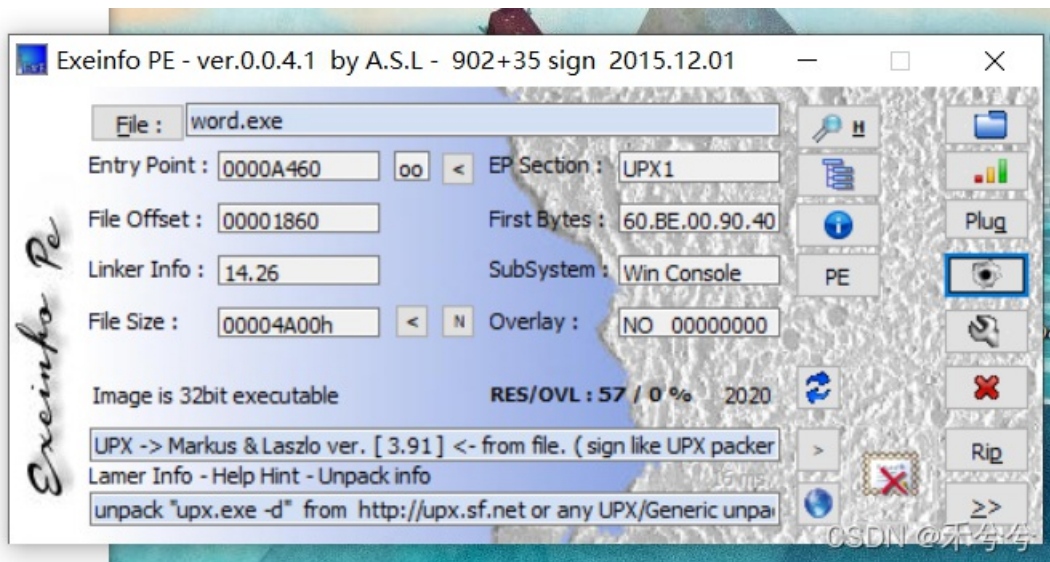 Exeinfo PE - ver.0.0.4.1 by A.S.L - 902+35 sign 2015.12.01
File : word.exe H
Entry Point : 0000A460 oo < EP Section : UPX1
File Offset : 00001860 First Bytes : 60.BE.00.90.40 Plug
Linker Info : 14.26 SubSystem : Win Console PE
File Size : 00004A00h < N Overlay : NO 00000000
Image is 32bit executable RES/OVL : 57 / 0 % 2020
UPX -> Markus & Laszlo ver. [ 3.91 ] <- from file. ( sign like UPX packer > Rip
Lamer Info - Help Hint - Unpack info
unpack "upx.exe -d" from http://upx.sf.net or any UPX/Generic unpa >>
Exeinfo Pe
CSDN @禾兮兮